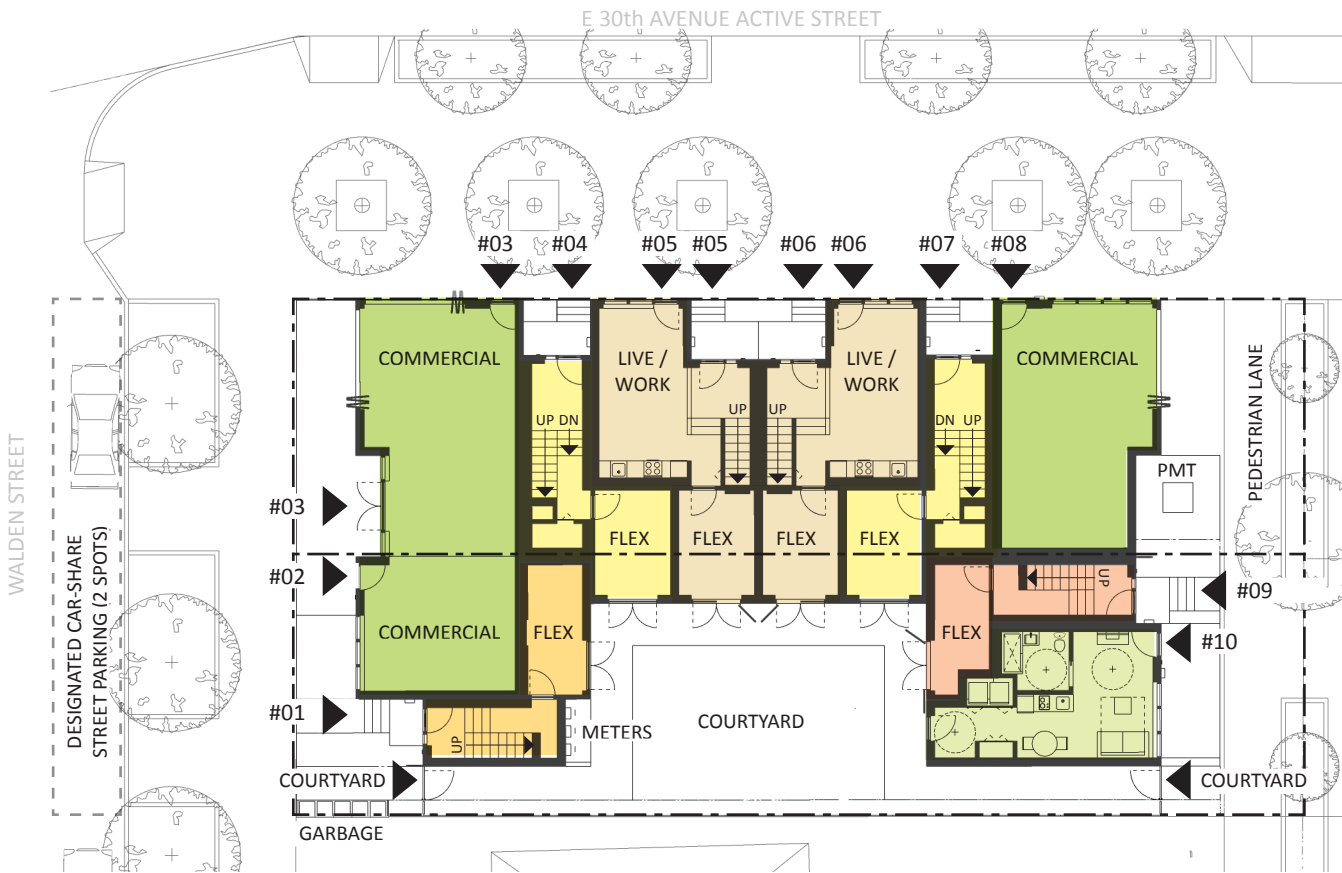 E 30th AVENUE ACTIVE STREET
#03
#04
#05
#05
#06
#06
#07
#08
COMMERCIAL
LIVE /
WORK
LIVE /
WORK
COMMERCIAL
UP
DN
UP
UP
DN
UP
PMT
PEDESTRIAN LANE
WALDEN STREET
DESIGNATED CAR-SHARE
STREET PARKING (2 SPOTS)
#03
FLEX
FLEX
FLEX
FLEX
#02
UP
#09
COMMERCIAL
FLEX
FLEX
#10
#01
UP
METERS
COURTYARD
COURTYARD
COURTYARD
GARBAGE